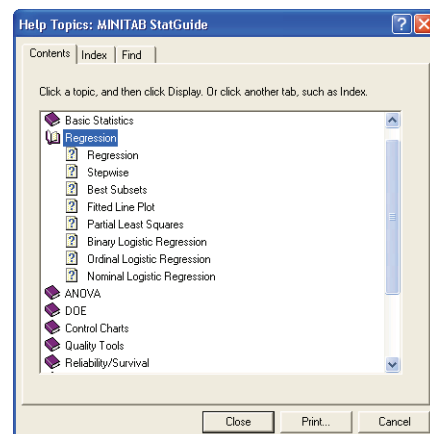 Help Topics: MINITAB StatGuide
Contents Index Find
Click a topic, and then click Display. Or click another tab, such as Index.
Basic Statistics
Regression
Regression
Stepwise
Best Subsets
Fitted Line Plot
Partial Least Squares
Binary Logistic Regression
Ordinal Logistic Regression
Nominal Logistic Regression
ANOVA
DOE
Control Charts
Quality Tools
Reliability/Survival
Close Print... Cancel